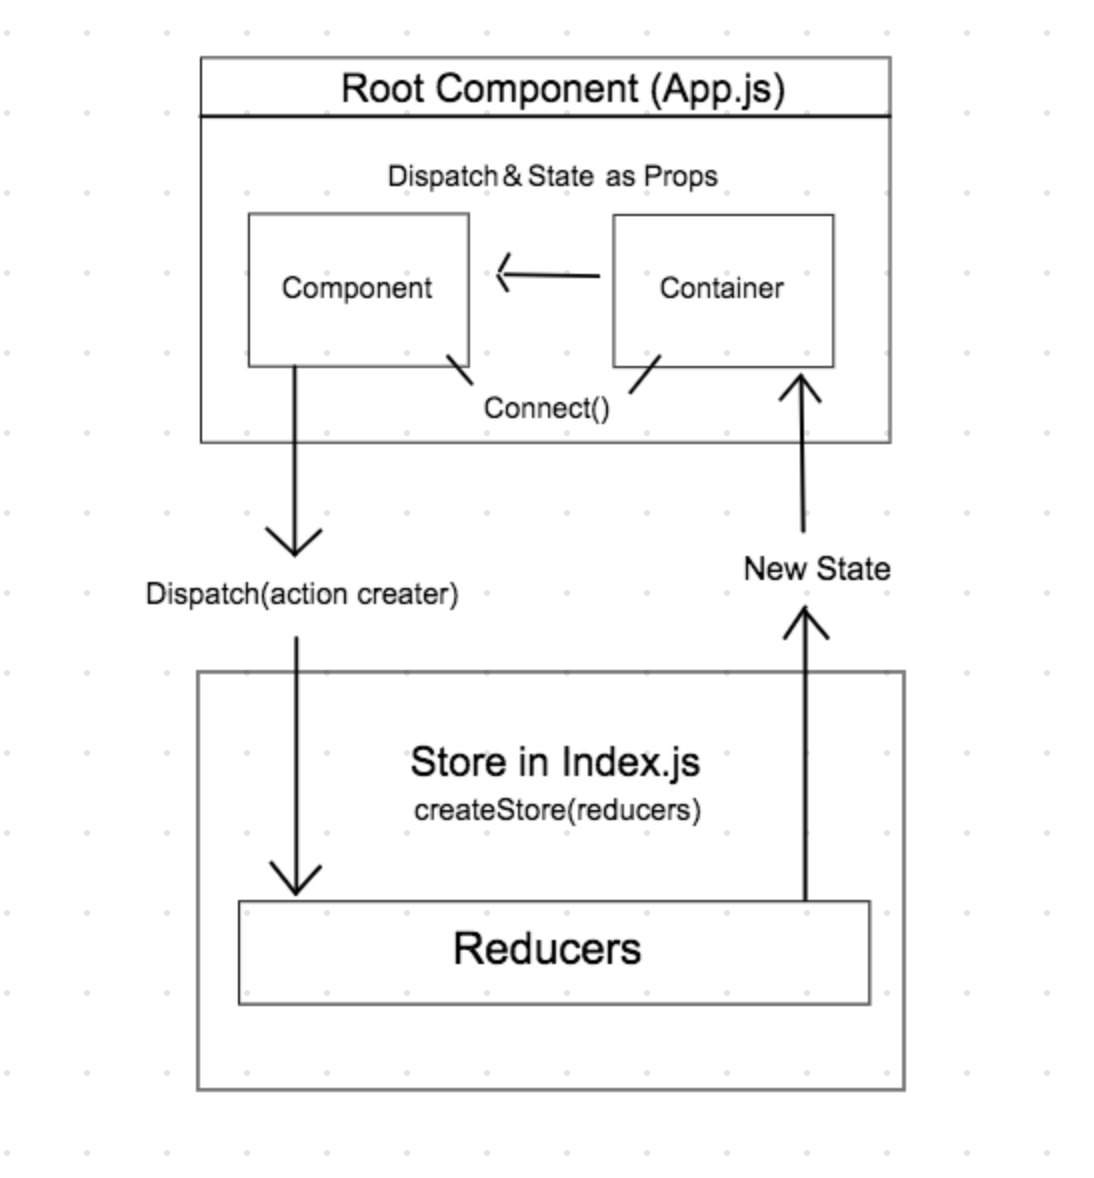 Root Component (App.js)
Dispatch & State as Props
Component
Container
Connect()
Dispatch(action creater)
New State
Store in Index.js
createStore(reducers)
Reducers